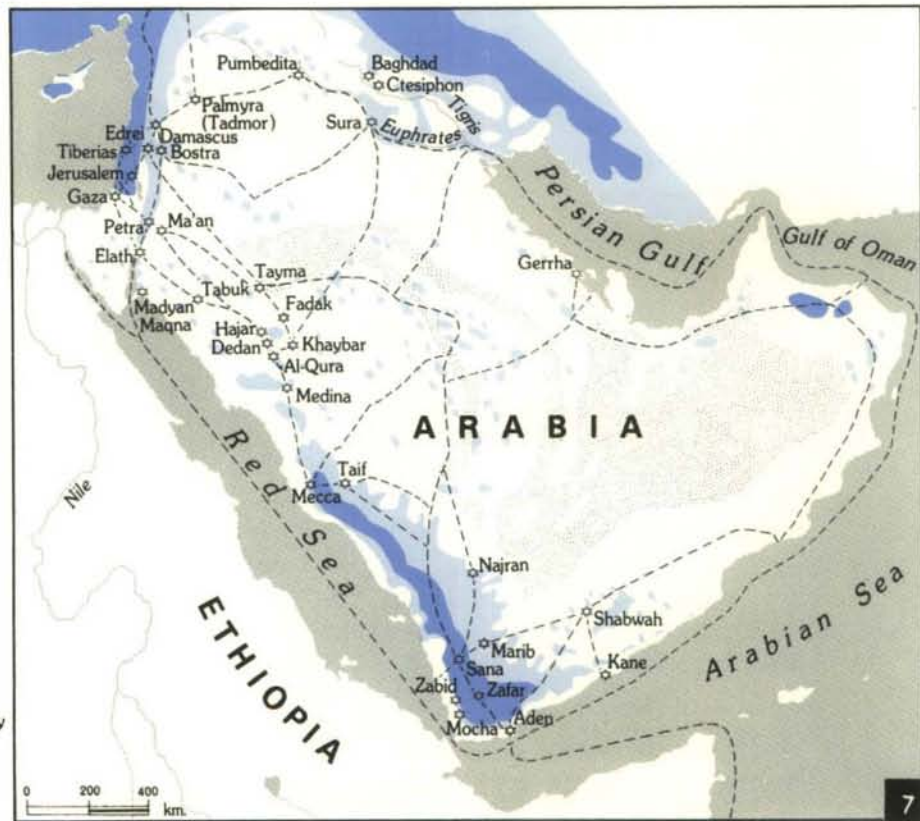 Pumbedita
Baghdad
Ctesiphon
Palmyra
(Tadmor)
Tigris
Edrei
Damascus
Sura
Euphrates
Tiberias
Bostra
Jerusalem
Gaza
Petra
Ma'an
Persian Gulf
Gulf of Oman
Elath
Gerrha
Tayma
Tabuk
Madyan
Maqna
Fadak
Hajar
Dedan
Khaybar
Al-Qura
Medina
ARABIA
Red Sea
Taif
Mecca
Nile
Najran
ETHIOPIA
Shabwah
Arabian Sea
Marib
Sana
Kane
Zabid
Zafar
Mocha
Aden
0 200 400
km.
7